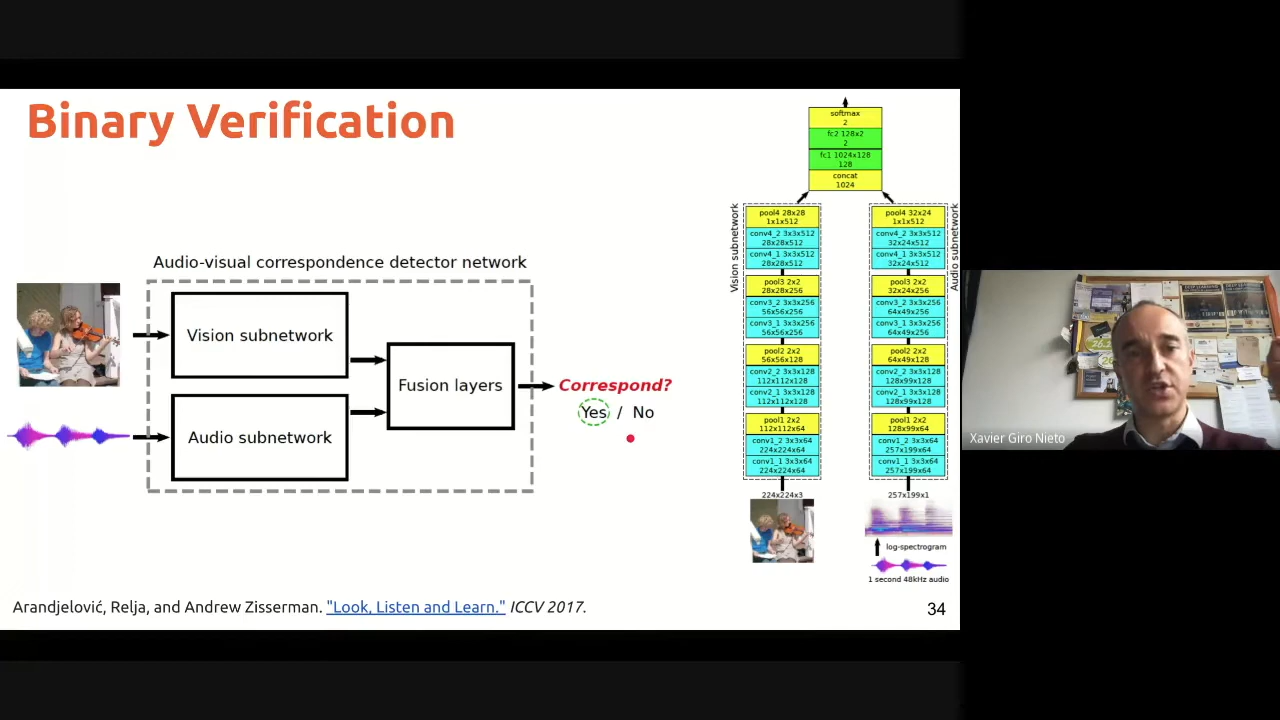 Binary Verification
Audio-visual correspondence detector network
Vision subnetwork
Audio subnetwork
Fusion layers
Correspond?
Yes / No
softmax
2
fc2 128x2
2
fc1 1024x128
128
concat
1024
Vision subnetwork
pool4 28x28
1x1x512
conv4_2 3x3x512
28x28x512
conv4_1 3x3x512
28x28x512
pool3 2x2
28x28x256
conv3_2 3x3x256
56x56x256
conv3_1 3x3x256
56x56x256
pool2 2x2
56x56x128
conv2_2 3x3x128
112x112x128
conv2_1 3x3x128
112x112x128
pool1 2x2
112x112x64
conv1_2 3x3x64
224x224x64
conv1_1 3x3x64
224x224x64
224x224x3
Audio subnetwork
pool4 32x24
1x1x512
conv4_2 3x3x512
32x24x512
conv4_1 3x3x512
32x24x512
pool3 2x2
32x24x256
conv3_2 3x3x256
64x49x256
conv3_1 3x3x256
64x49x256
pool2 2x2
64x49x128
conv2_2 3x3x128
128x99x128
conv2_1 3x3x128
128x99x128
pool1 2x2
128x99x64
conv1_2 3x3x64
257x199x64
conv1_1 3x3x64
257x199x64
257x199x1
log-spectrogram
1 second 48kHz audio
Arandjelović, Relja, and Andrew Zisserman. "Look, Listen and Learn." ICCV 2017.
34
Xavier Giro Nieto